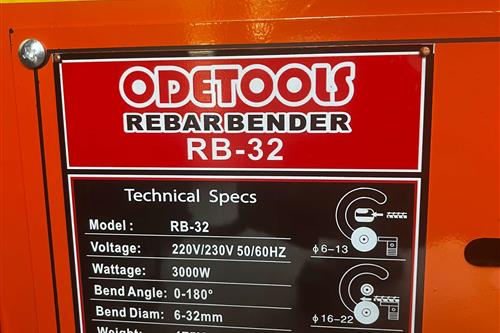 ODETOOLS
REBARBENDER
RB-32
Technical Specs
Model : RB-32
Voltage: 220V/230V 50/60HZ
Wattage: 3000W
Bend Angle: 0-180°
Bend Diam: 6-32mm
Weight:
ϕ6-13
ϕ16-22